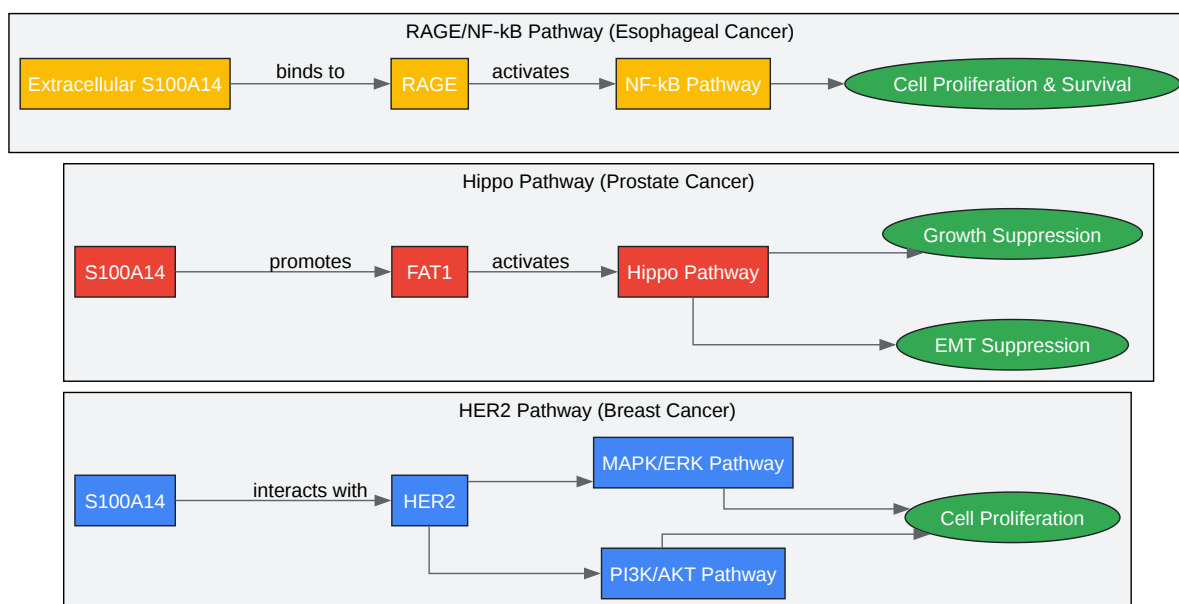 RAGE/NF-kB Pathway (Esophageal Cancer)
Extracellular S100A14
binds to
RAGE
activates
NF-kB Pathway
Cell Proliferation & Survival
Hippo Pathway (Prostate Cancer)
S100A14
promotes
FAT1
activates
Hippo Pathway
Growth Suppression
EMT Suppression
HER2 Pathway (Breast Cancer)
S100A14
interacts with
HER2
MAPK/ERK Pathway
PI3K/AKT Pathway
Cell Proliferation